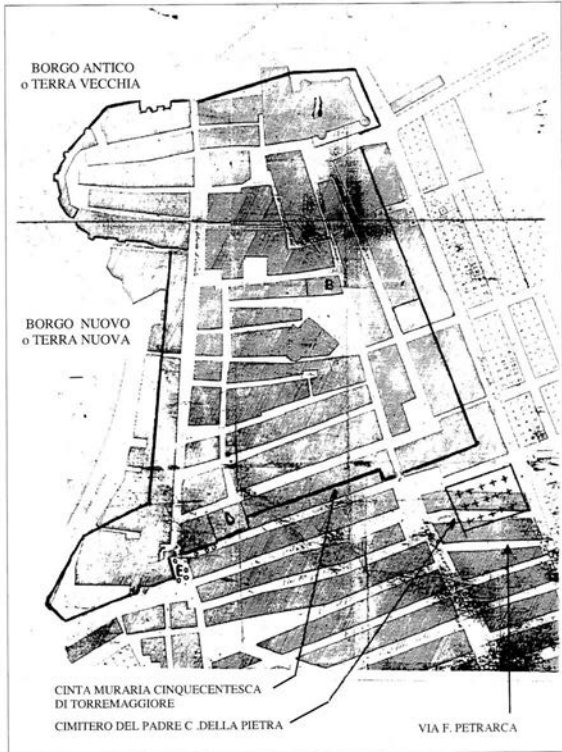 BORGO ANTICO
o TERRA VECCHIA
B
BORGO NUOVO
o TERRA NUOVA
CINTA MURARIA CINQUECENTESCA
DI TORREMAGGIORE
CIMITERO DEL PADRE C .DELLA PIETRA
VIA F. PETRARCA